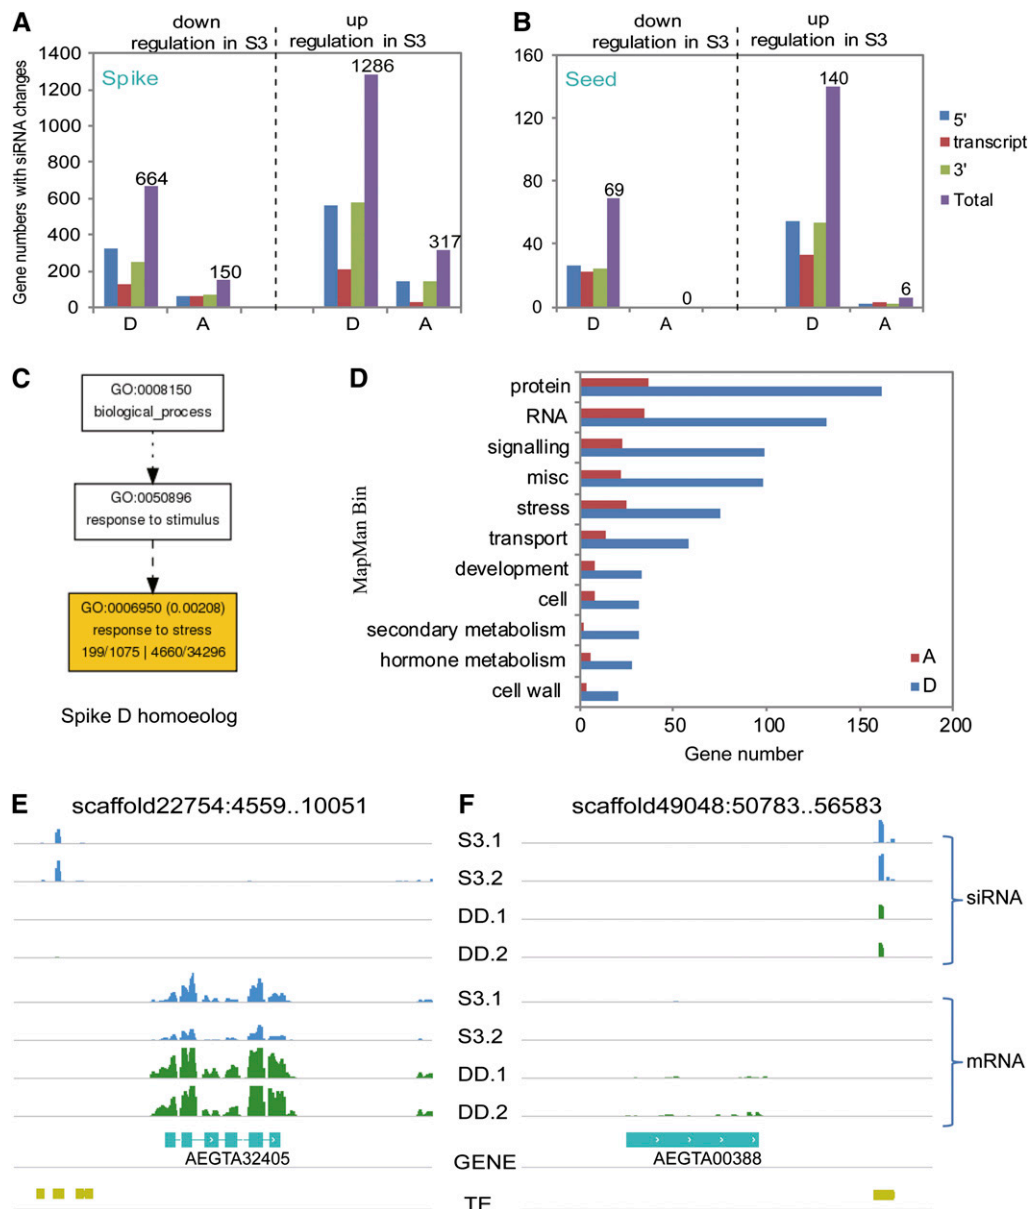 A
down
regulation in S3
up
regulation in S3
Gene numbers with siRNA changes
1400
1200
1000
800
600
400
200
0
Spike
664
150
1286
317
D
A
D
A
B
down
regulation in S3
up
regulation in S3
160
120
80
40
0
Seed
69
0
140
6
D
A
D
A
5'
transcript
3'
Total
C
GO:0008150
biological_process
GO:0050896
response to stimulus
GO:0006950 (0.00208)
response to stress
199/1075 | 4660/34296
Spike D homoeolog
D
MapMan Bin
protein
RNA
signalling
misc
stress
transport
development
cell
secondary metabolism
hormone metabolism
cell wall
A
D
0
50
100
150
200
Gene number
E
scaffold22754:4559..10051
F
scaffold49048:50783..56583
S3.1
S3.2
DD.1
DD.2
siRNA
S3.1
S3.2
DD.1
DD.2
mRNA
AEGTA32405
GENE
AEGTA00388
TE